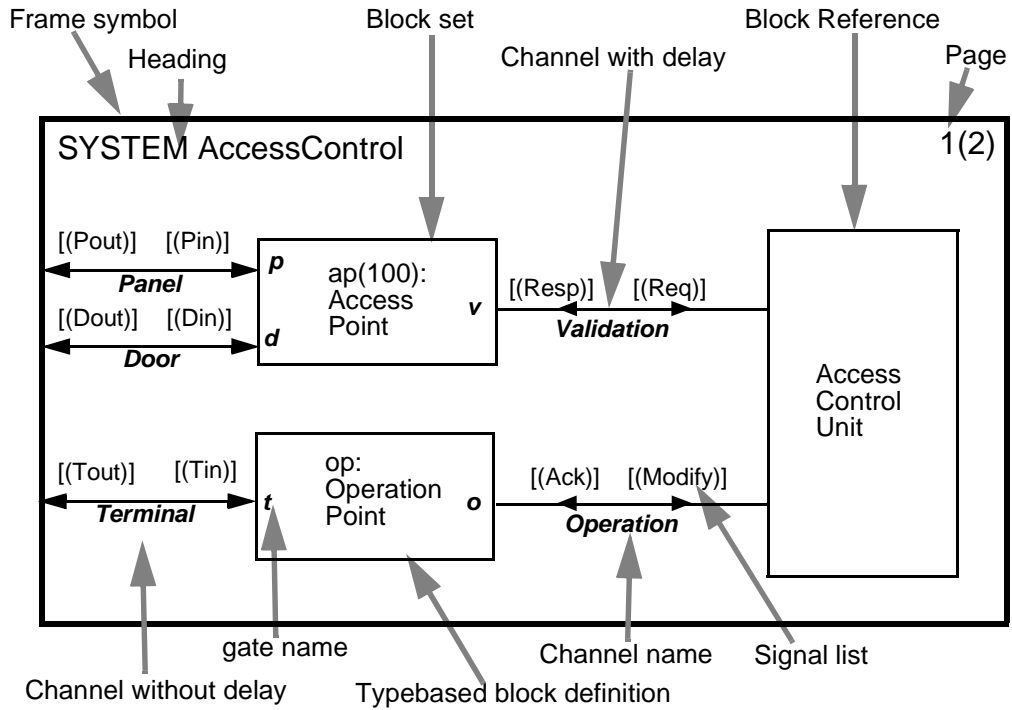 Frame symbol
Block set
Block Reference
Heading
Channel with delay
Page
SYSTEM AccessControl
1(2)
[(Pout)] [(Pin)]
Panel
p
[(Dout)] [(Din)]
Door
d
ap(100):
Access
Point
v
[(Resp)] [(Req)]
Validation
Access
Control
Unit
[(Tout)] [(Tin)]
Terminal
t
op:
Operation
Point
o
[(Ack)] [(Modify)]
Operation
gate name
Channel name
Signal list
Channel without delay
Typebased block definition